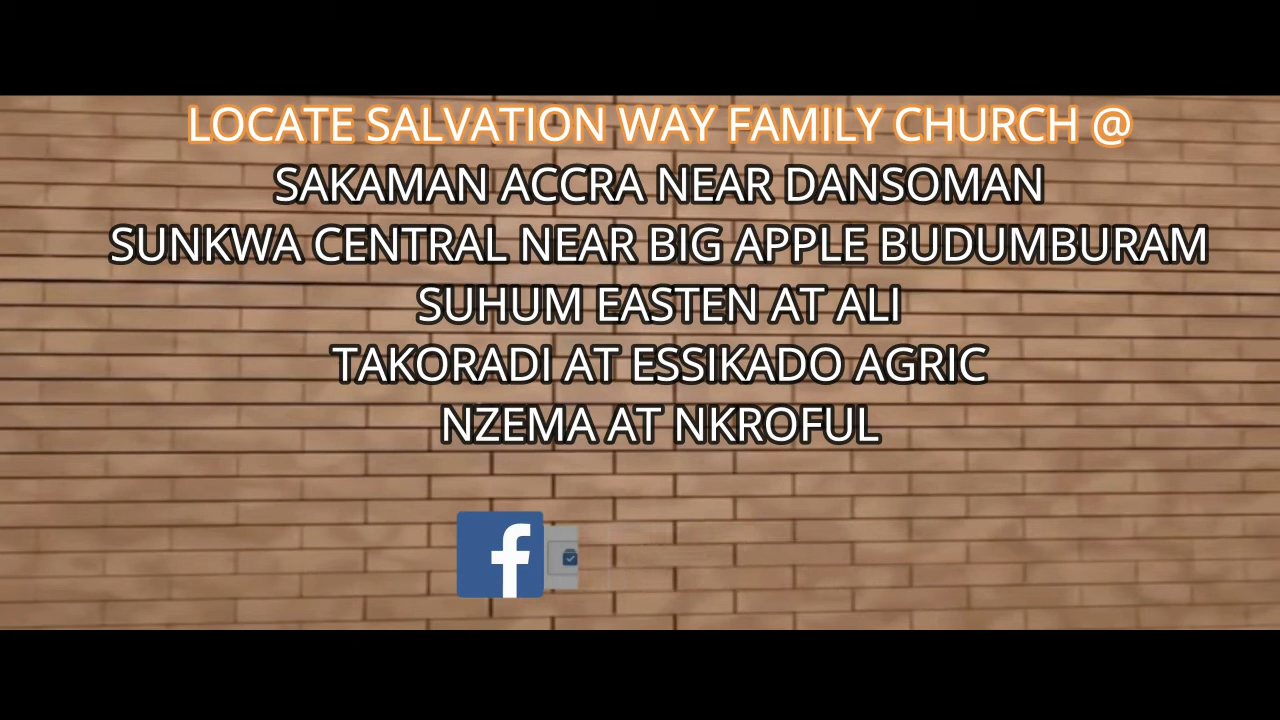 LOCATE SALVATION WAY FAMILY CHURCH @
SAKAMAN ACCRA NEAR DANSOMAN
SUNKWA CENTRAL NEAR BIG APPLE BUDUMBURAM
SUHUM EASTEN AT ALI
TAKORADI AT ESSIKADO AGRIC
NZEMA AT NKROFUL
f